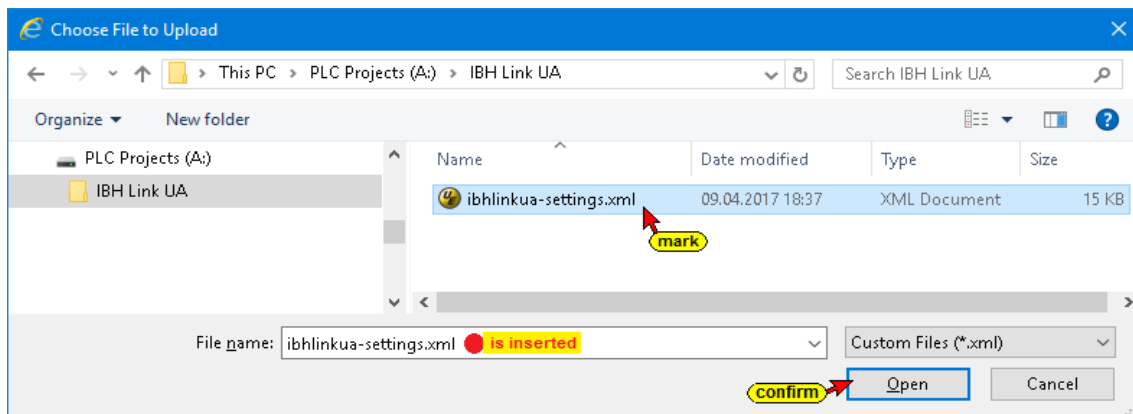 Choose File to Upload
This PC > PLC Projects (A:) > IBH Link UA
Search IBH Link UA
Organize
New folder
?
PLC Projects (A:)
IBH Link UA
Name
Date modified
Type
Size
ibhlinkua-settings.xml
09.04.2017 18:37
XML Document
15 KB
mark
File name:
ibhlinkua-settings.xml
is inserted
Custom Files (*.xml)
confirm
Open
Cancel